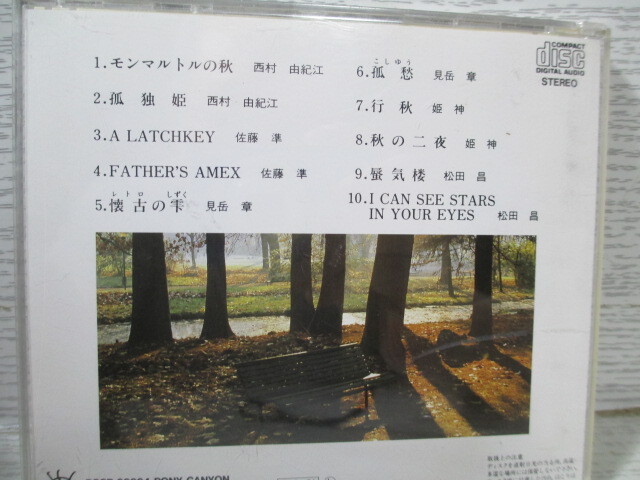 COMPACT
disc
DIGITAL AUDIO
STEREO
1.モンマルトルの秋 西村 由紀江
2.孤独姫 西村 由紀江
3.A LATCHKEY 佐藤 準
4.FATHER'S AMEX 佐藤 準
レトロ しずく
5.懐古の雫 見岳 章
こしゅう
6.孤愁 見岳 章
7.行秋 姫神
8.秋の二夜 姫神
9.蜃気楼 松田 昌
10.I CAN SEE STARS
IN YOUR EYES 松田 昌
PONY CANYON